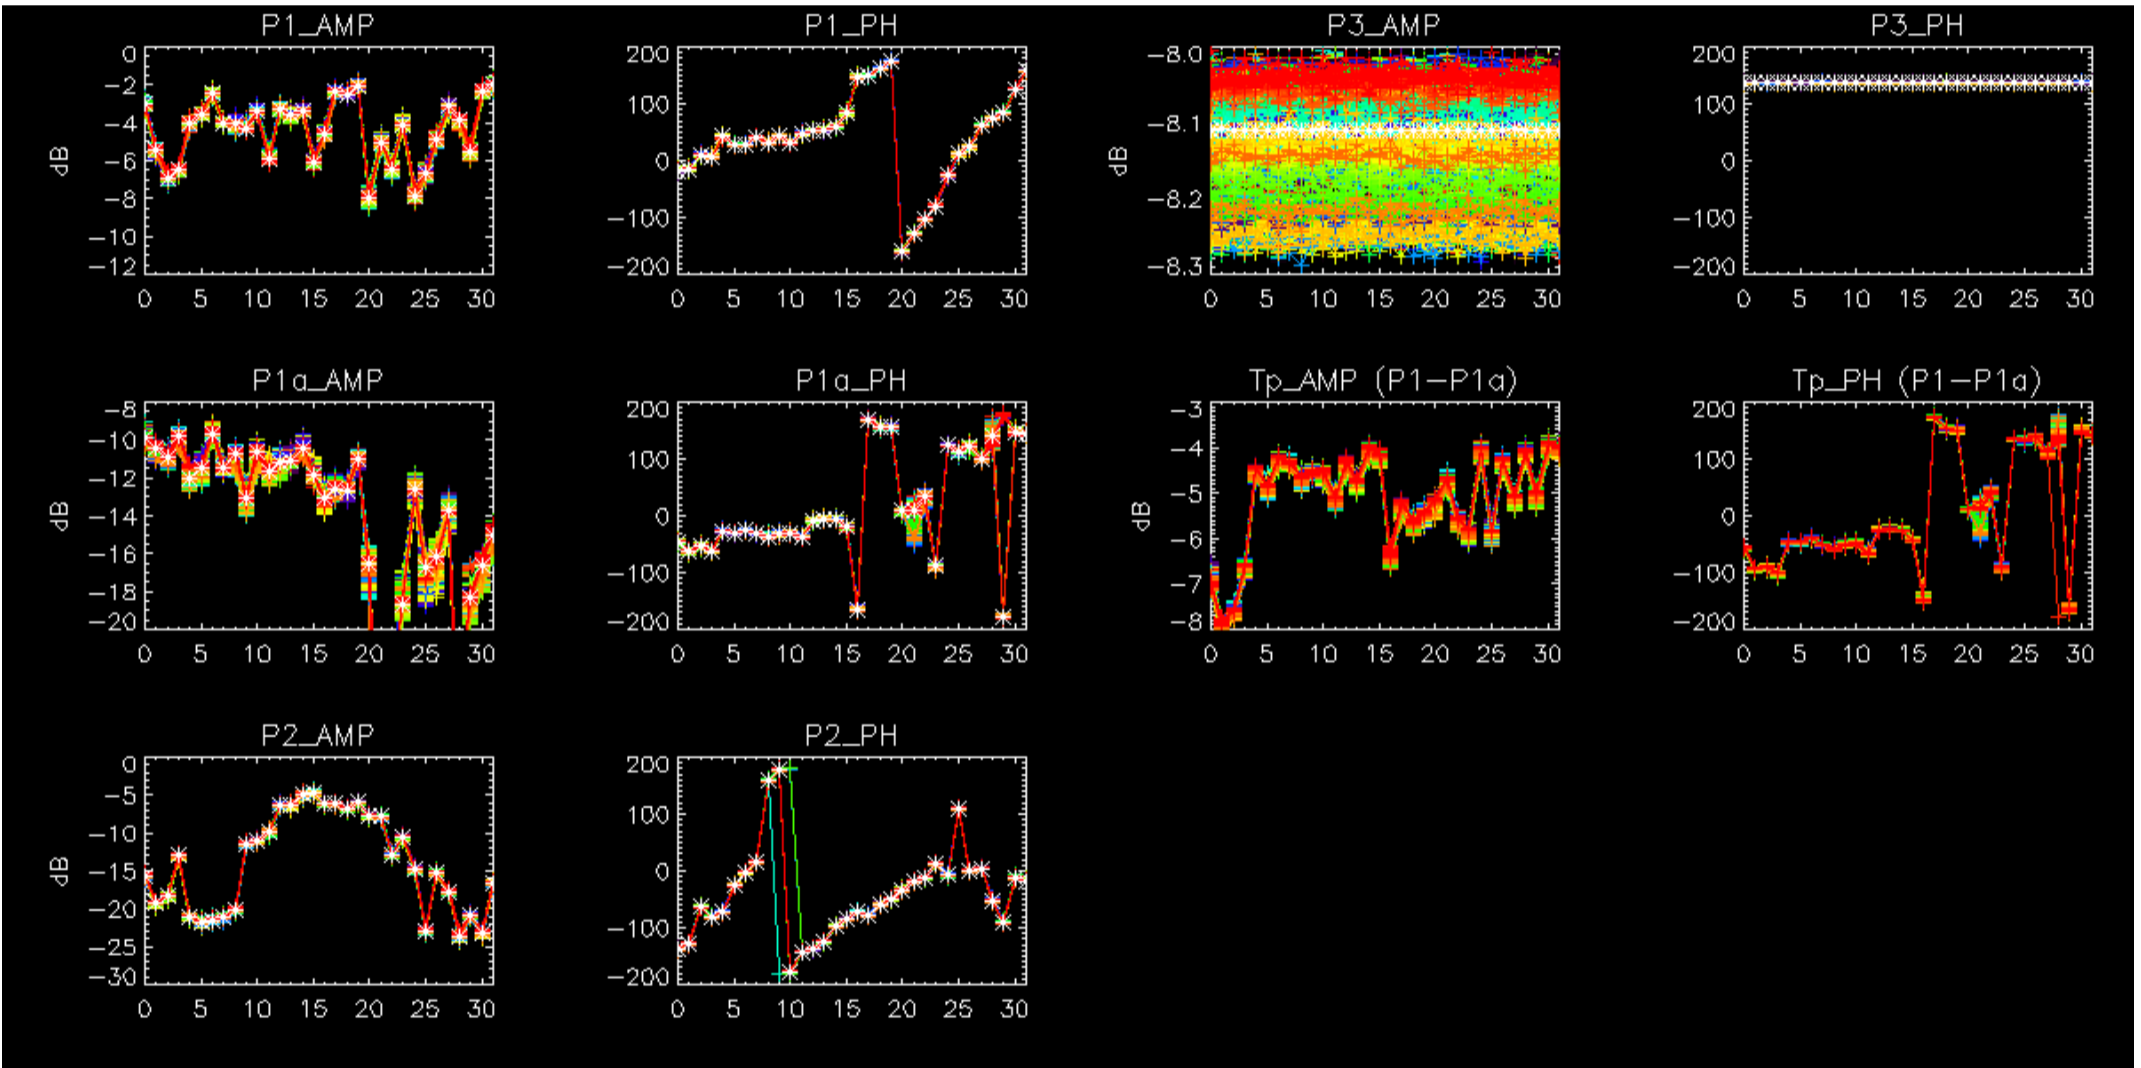 P1_AMP P1_PH P3_AMP P3_PH
0 200 -8.0 200
-2
-4 100 -8.1 100
dB -6 0 dB 0
-8 -100 -8.2 -100
-10
-12 -200 -8.3 -200
0 5 10 15 20 25 30 0 5 10 15 20 25 30 0 5 10 15 20 25 30 0 5 10 15 20 25 30
P1a_AMP P1a_PH Tp_AMP (P1-P1a) Tp_PH (P1-P1a)
-8 200 -3 200
-10 100 -4 100
-12
dB -14 0 dB -5 0
-16 -100 -6 -100
-18 -7
-20 -200 -8 -200
0 5 10 15 20 25 30 0 5 10 15 20 25 30 0 5 10 15 20 25 30 0 5 10 15 20 25 30
P2_AMP P2_PH
0 200
-5 100
-10
dB -15 0
-20 -100
-25
-30 -200
0 5 10 15 20 25 30 0 5 10 15 20 25 30